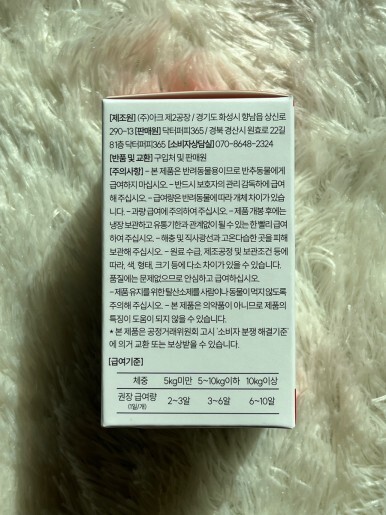 [제조원] (주)아크 제2공장 / 경기도 화성시 향남읍 상신로
290-13 [판매원] 닥터퍼피365 / 경북 경산시 원효로 22길
81 1층 닥터퍼피365 [소비자상담실] 070-8648-2324
[반품 및 교환] 구입처 및 판매원
[주의사항] - 본 제품은 반려동물용이므로 반추동물에게
급여하지 마십시오. - 반드시 보호자의 관리 감독하에 급여
해 주십시오. - 급여량은 반려동물에 따라 개체 차이가 있습
니다. - 과량 급여에 주의하여 주십시오. - 제품 개봉 후에는
냉장 보관하고 유통기한과 관계없이 될 수 있는 한 빨리 급여
하여 주십시오. - 해충 및 직사광선과 고온다습한 곳을 피해
보관해 주십시오. - 원료 수급, 제조공정 및 보관조건 등에
따라, 색, 형태, 크기 등에 다소 차이가 있을 수 있습니다.
품질에는 문제없으므로 안심하고 급여하십시오.
- 제품 유지를 위한 탈산소제를 사람이나 동물이 먹지 않도록
주의해 주십시오. - 본 제품은 의약품이 아니므로 제품의
특징이 도움이 되지 않을 수 있습니다.
* 본 제품은 공정거래위원회 고시 '소비자 분쟁 해결기준'
에 의거 교환 또는 보상받을 수 있습니다.
[급여기준]
체중 5kg미만 5~10kg이하 10kg이상
권장 급여량 2~3알 3~6알 6~10알
(1일/개)